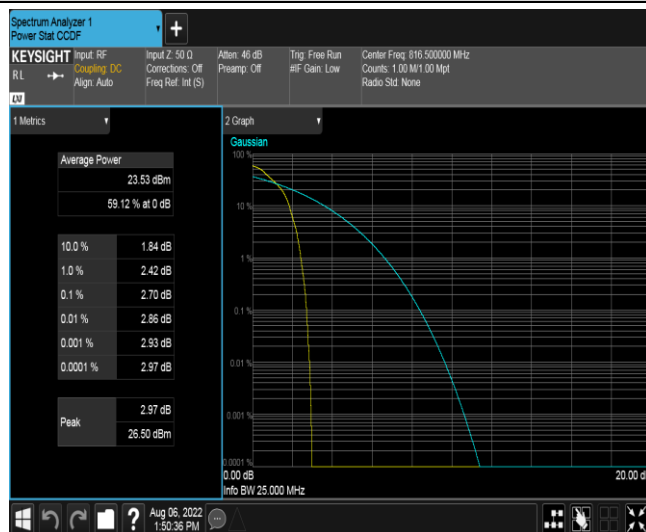 Spectrum Analyzer 1
Power Stat CCDF
+
KEYSIGHT
RL
LXI
Input: RF
Coupling: DC
Align: Auto
Input Z: 50 Ω
Corrections: Off
Freq Ref: Int (S)
Atten: 46 dB
Preamp: Off
Trig: Free Run
#IF Gain: Low
Center Freq: 816.500000 MHz
Counts: 1.00 M/1.00 Mpt
Radio Std: None
1 Metrics
Average Power
23.53 dBm
59.12 % at 0 dB
10.0 % 1.84 dB
1.0 % 2.42 dB
0.1 % 2.70 dB
0.01 % 2.86 dB
0.001 % 2.93 dB
0.0001 % 2.97 dB
Peak
2.97 dB
26.50 dBm
2 Graph
Gaussian
100 %
10 %
1 %
0.1 %
0.01 %
0.001 %
0.0001 %
0.00 dB
20.00 d
Info BW 25.000 MHz
?
Aug 06, 2022
1:50:36 PM